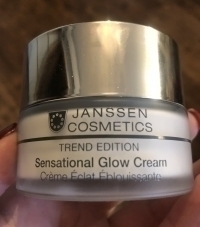 JANSSEN
COSMETICS
TREND EDITION
Sensational Glow Cream
Crème Éclat Éblouissante